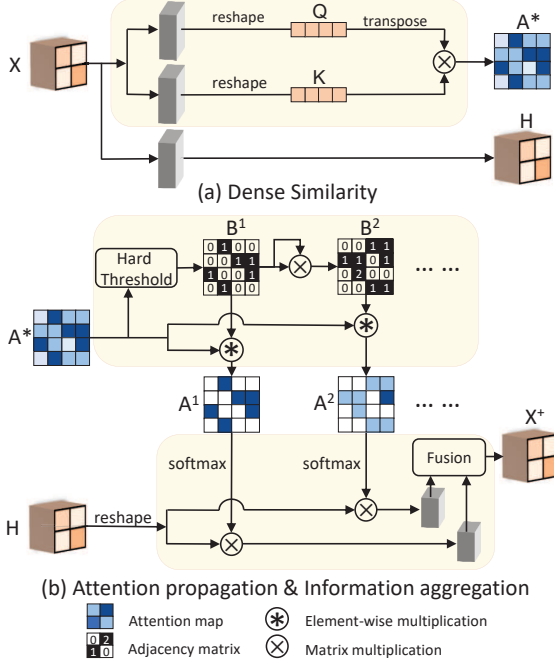 X
reshape
Q
transpose
A*
reshape
K
H
(a) Dense Similarity
B¹
B²
Hard
Threshold
0 1 0 0
0 0 1 1
1 0 0 1
0 1 0 0
0 0 1 1
1 1 0 1
0 2 0 0
0 0 1 1
... ...
A*
A¹
A²
... ...
X⁺
softmax
softmax
Fusion
H
reshape
(b) Attention propagation & Information aggregation
Attention map
Element-wise multiplication
0 2
1 0
Adjacency matrix
Matrix multiplication